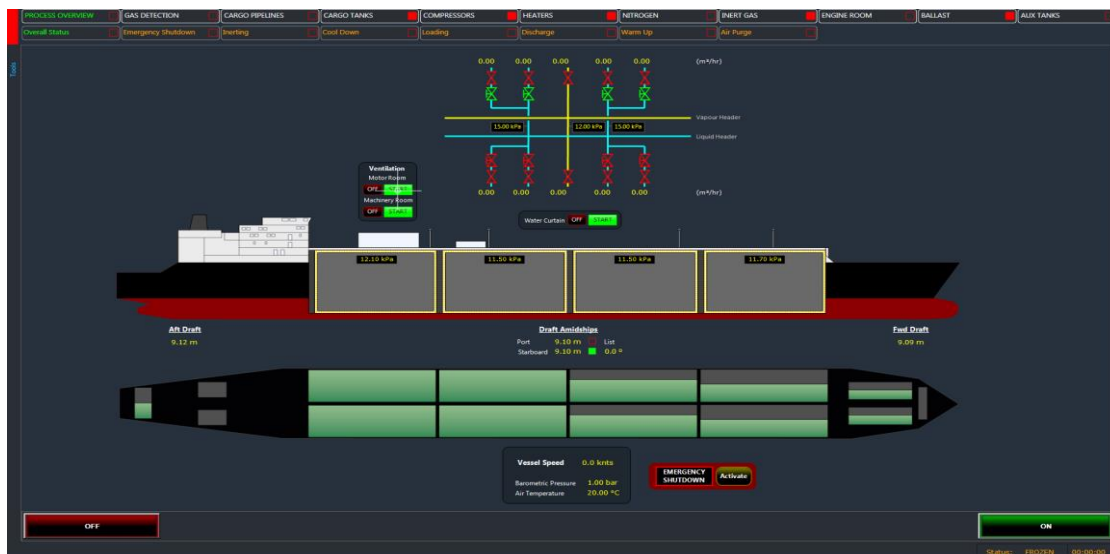 PROCESS OVERVIEW GAS DETECTION CARGO PIPELINES CARGO TANKS COMPRESSORS HEATERS NITROGEN INERT GAS ENGINE ROOM BALLAST AUX TANKS
Overall Status Emergency Shutdown Inerting Cool Down Loading Discharge Warm Up Air Purge
Tools
0.00 0.00 0.00 0.00 0.00 (m³/hr)
Vapour Header
15.00 kPa 12.00 kPa 15.00 kPa
Liquid Header
Ventilation
Motor Room
OFF START
Machinery Room
OFF START
0.00 0.00 0.00 0.00 0.00 (m³/hr)
Water Curtain OFF START
12.10 kPa 11.50 kPa 11.50 kPa 11.70 kPa
Aft Draft Draft Amidships Fwd Draft
9.12 m Port 9.10 m List 9.09 m
Starboard 9.10 m 0.0 º
Vessel Speed 0.0 knts
EMERGENCY SHUTDOWN Activate
Barometric Pressure 1.00 bar
Air Temperature 20.00 ºC
OFF ON
Status: FROZEN 00:00:00